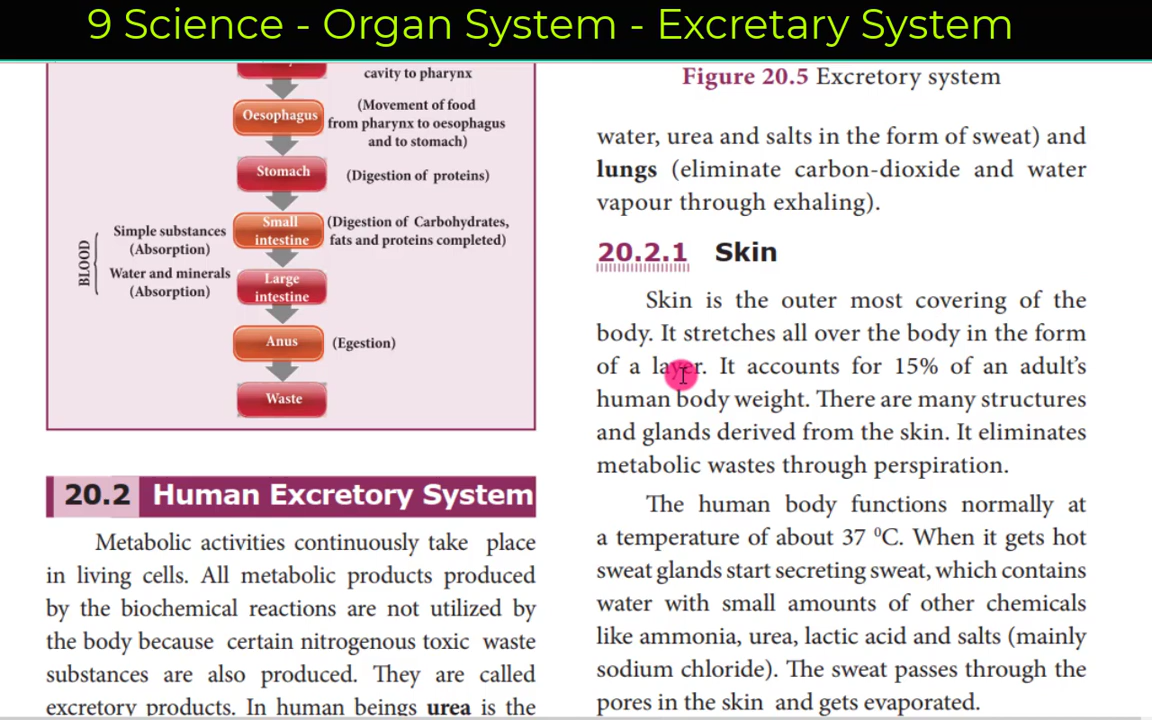 9 Science - Organ System - Excretary System
cavity to pharynx
Oesophagus
(Movement of food
from pharynx to oesophagus
and to stomach)
Stomach
(Digestion of proteins)
Simple substances
(Absorption)
Small
intestine
(Digestion of Carbohydrates,
fats and proteins completed)
BLOOD
Water and minerals
(Absorption)
Large
intestine
Anus
(Egestion)
Waste
20.2 Human Excretory System
Metabolic activities continuously take place
in living cells. All metabolic products produced
by the biochemical reactions are not utilized by
the body because certain nitrogenous toxic waste
substances are also produced. They are called
excretory products. In human beings urea is the
Figure 20.5 Excretory system
water, urea and salts in the form of sweat) and
lungs (eliminate carbon-dioxide and water
vapour through exhaling).
20.2.1 Skin
Skin is the outer most covering of the
body. It stretches all over the body in the form
of a layer. It accounts for 15% of an adult's
human body weight. There are many structures
and glands derived from the skin. It eliminates
metabolic wastes through perspiration.
The human body functions normally at
a temperature of about 37 ⁰C. When it gets hot
sweat glands start secreting sweat, which contains
water with small amounts of other chemicals
like ammonia, urea, lactic acid and salts (mainly
sodium chloride). The sweat passes through the
pores in the skin and gets evaporated.